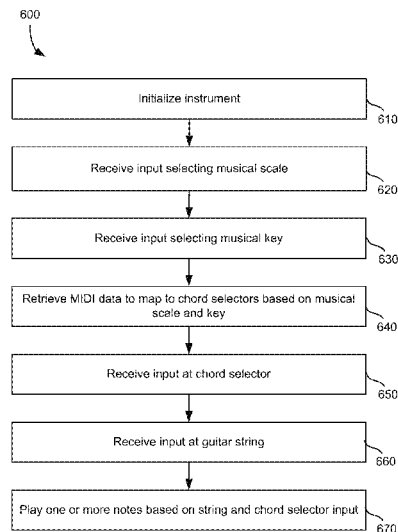 600
Initialize instrument
610
Receive input selecting musical scale
620
Receive input selecting musical key
630
Retrieve MIDI data to map to chord selectors based on musical
scale and key
640
Receive input at chord selector
650
Receive input at guitar string
660
Play one or more notes based on string and chord selector input
670